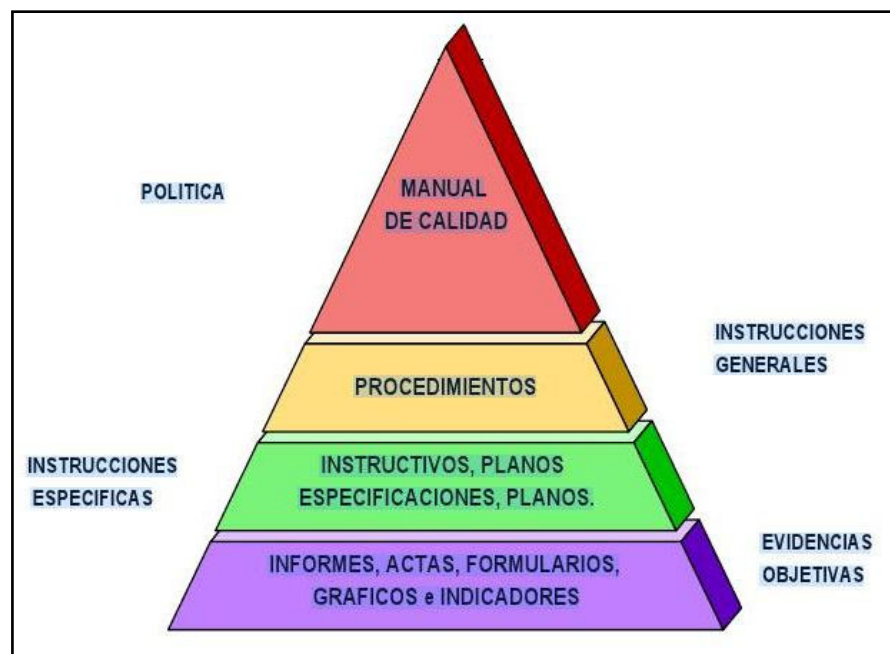 POLITICA
MANUAL
DE CALIDAD
INSTRUCCIONES
GENERALES
PROCEDIMIENTOS
INSTRUCCIONES
ESPECIFICAS
INSTRUCTIVOS, PLANOS
ESPECIFICACIONES, PLANOS.
INFORMES, ACTAS, FORMULARIOS,
GRAFICOS e INDICADORES
EVIDENCIAS
OBJETIVAS